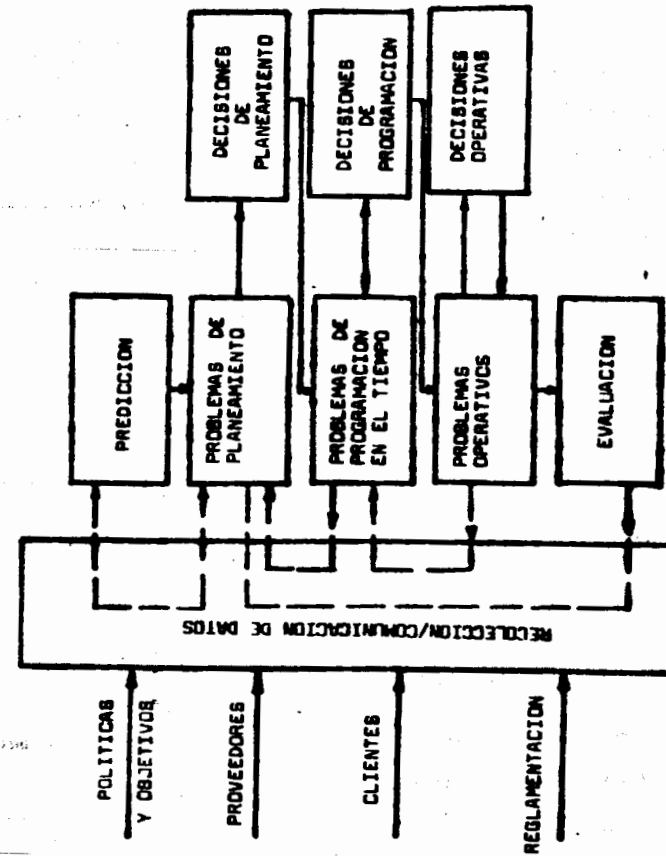 POLITICAS
Y OBJETIVOS
PROVEEDORES
CLIENTES
REGLAMENTACION
RECOLECCION/COMUNICACION DE DATOS
PREDICCION
PROBLEMAS DE
PLANEAMIENTO
PROBLEMAS DE
PROGRAMACION
EN EL TIEMPO
PROBLEMAS
OPERATIVOS
EVALUACION
DECISIONES
DE
PLANEAMIENTO
DECISIONES
DE
PROGRAMACION
DECISIONES
OPERATIVAS